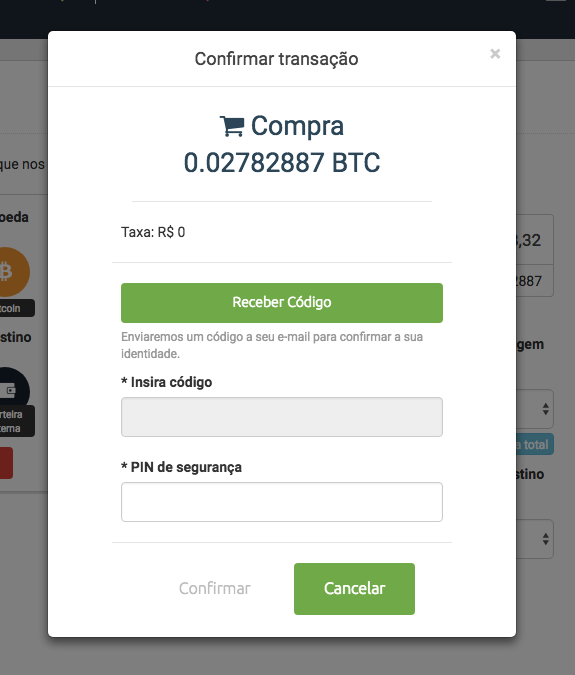 Confirmar transação
×
Compra
0.02782887 BTC
que nos
Taxa: R$ 0
oeda
,32
2887
Receber Código
tcoin
Enviaremos um código a seu e-mail para confirmar a sua
identidade.
stino
gem
* Insira código
rteira
terna
a total
* PIN de segurança
stino
Confirmar
Cancelar